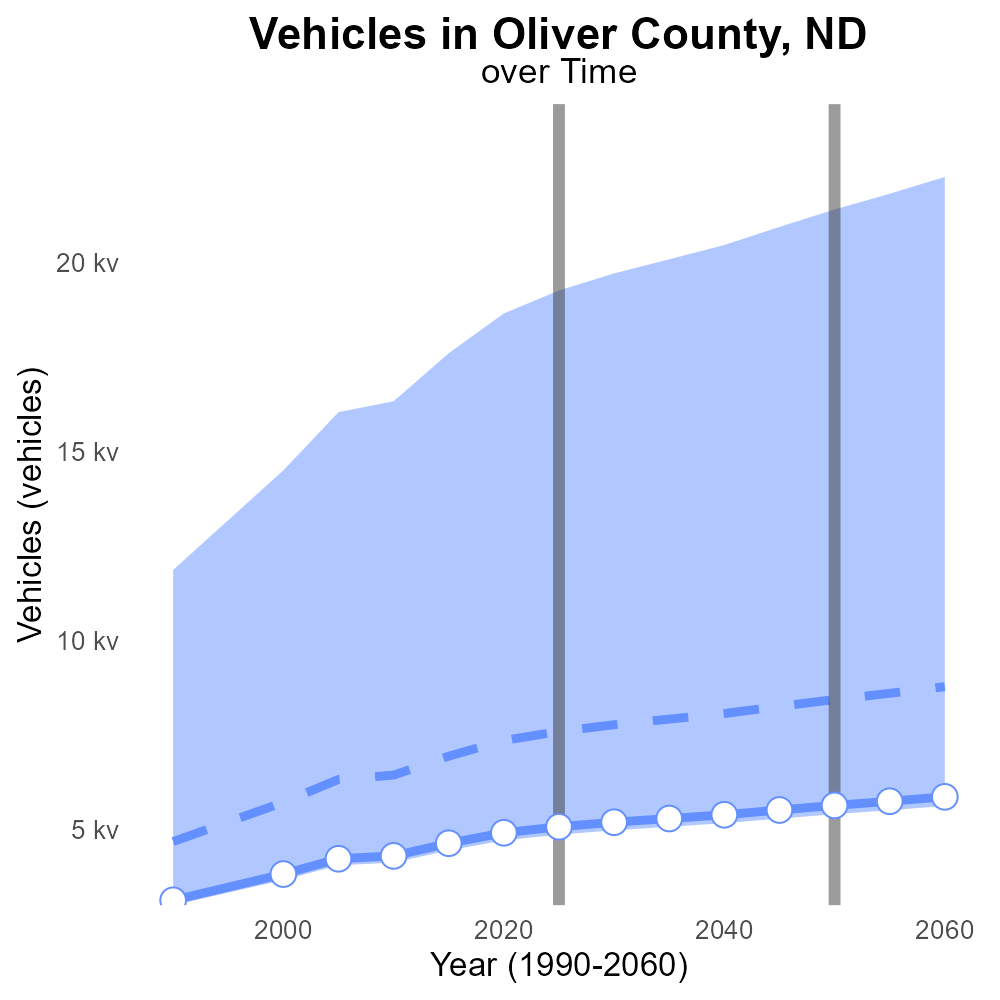 Vehicles in Oliver County, ND
over Time
Vehicles (vehicles)
20 kv
15 kv
10 kv
5 kv
2000 2020 2040 2060
Year (1990-2060)